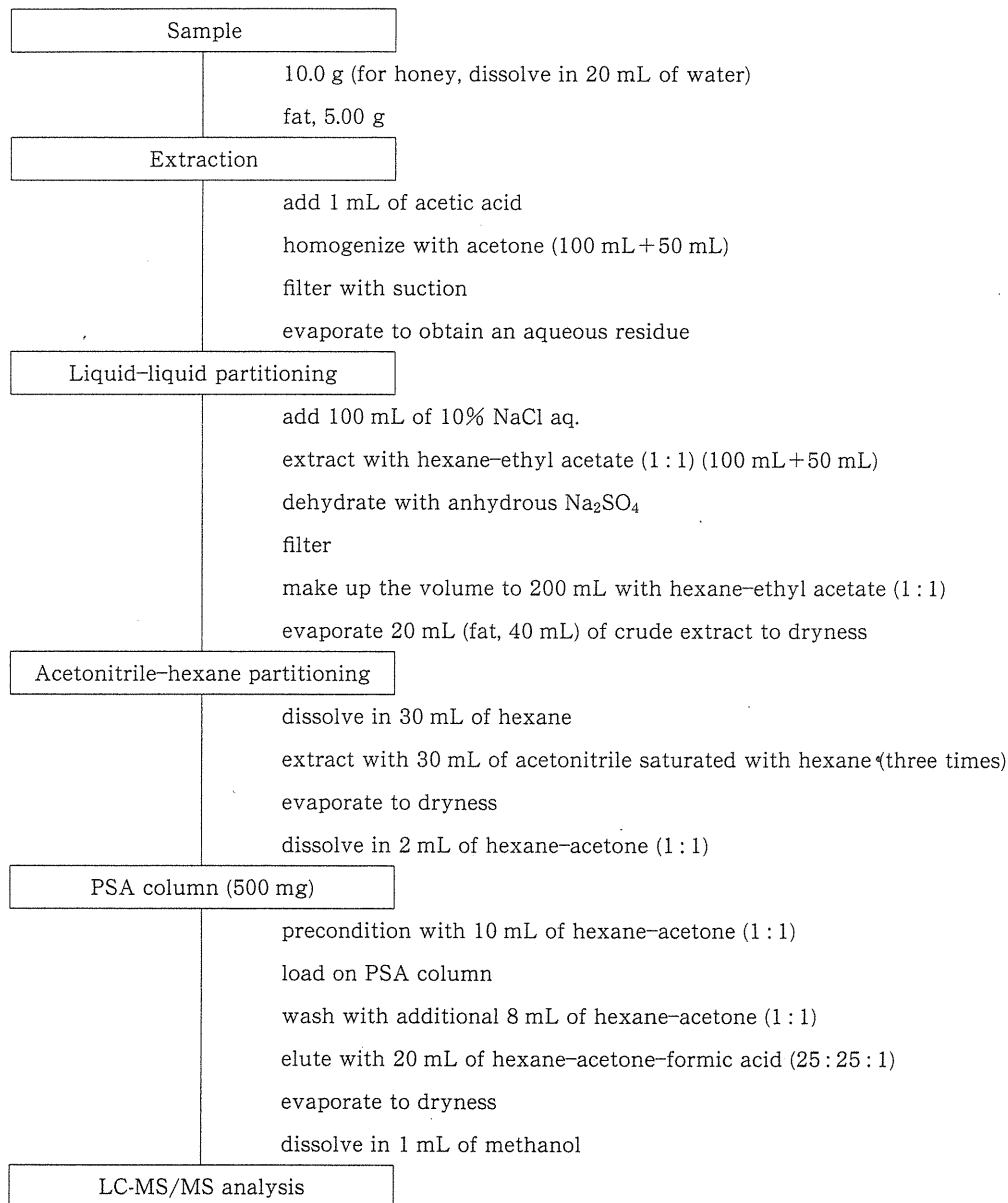 Sample
10.0 g (for honey, dissolve in 20 mL of water)
fat, 5.00 g
Extraction
add 1 mL of acetic acid
homogenize with acetone (100 mL+50 mL)
filter with suction
evaporate to obtain an aqueous residue
Liquid-liquid partitioning
add 100 mL of 10% NaCl aq.
extract with hexane-ethyl acetate (1 : 1) (100 mL+50 mL)
dehydrate with anhydrous Na₂SO₄
filter
make up the volume to 200 mL with hexane-ethyl acetate (1 : 1)
evaporate 20 mL (fat, 40 mL) of crude extract to dryness
Acetonitrile-hexane partitioning
dissolve in 30 mL of hexane
extract with 30 mL of acetonitrile saturated with hexane (three times)
evaporate to dryness
dissolve in 2 mL of hexane-acetone (1 : 1)
PSA column (500 mg)
precondition with 10 mL of hexane-acetone (1 : 1)
load on PSA column
wash with additional 8 mL of hexane-acetone (1 : 1)
elute with 20 mL of hexane-acetone-formic acid (25 : 25 : 1)
evaporate to dryness
dissolve in 1 mL of methanol
LC-MS/MS analysis